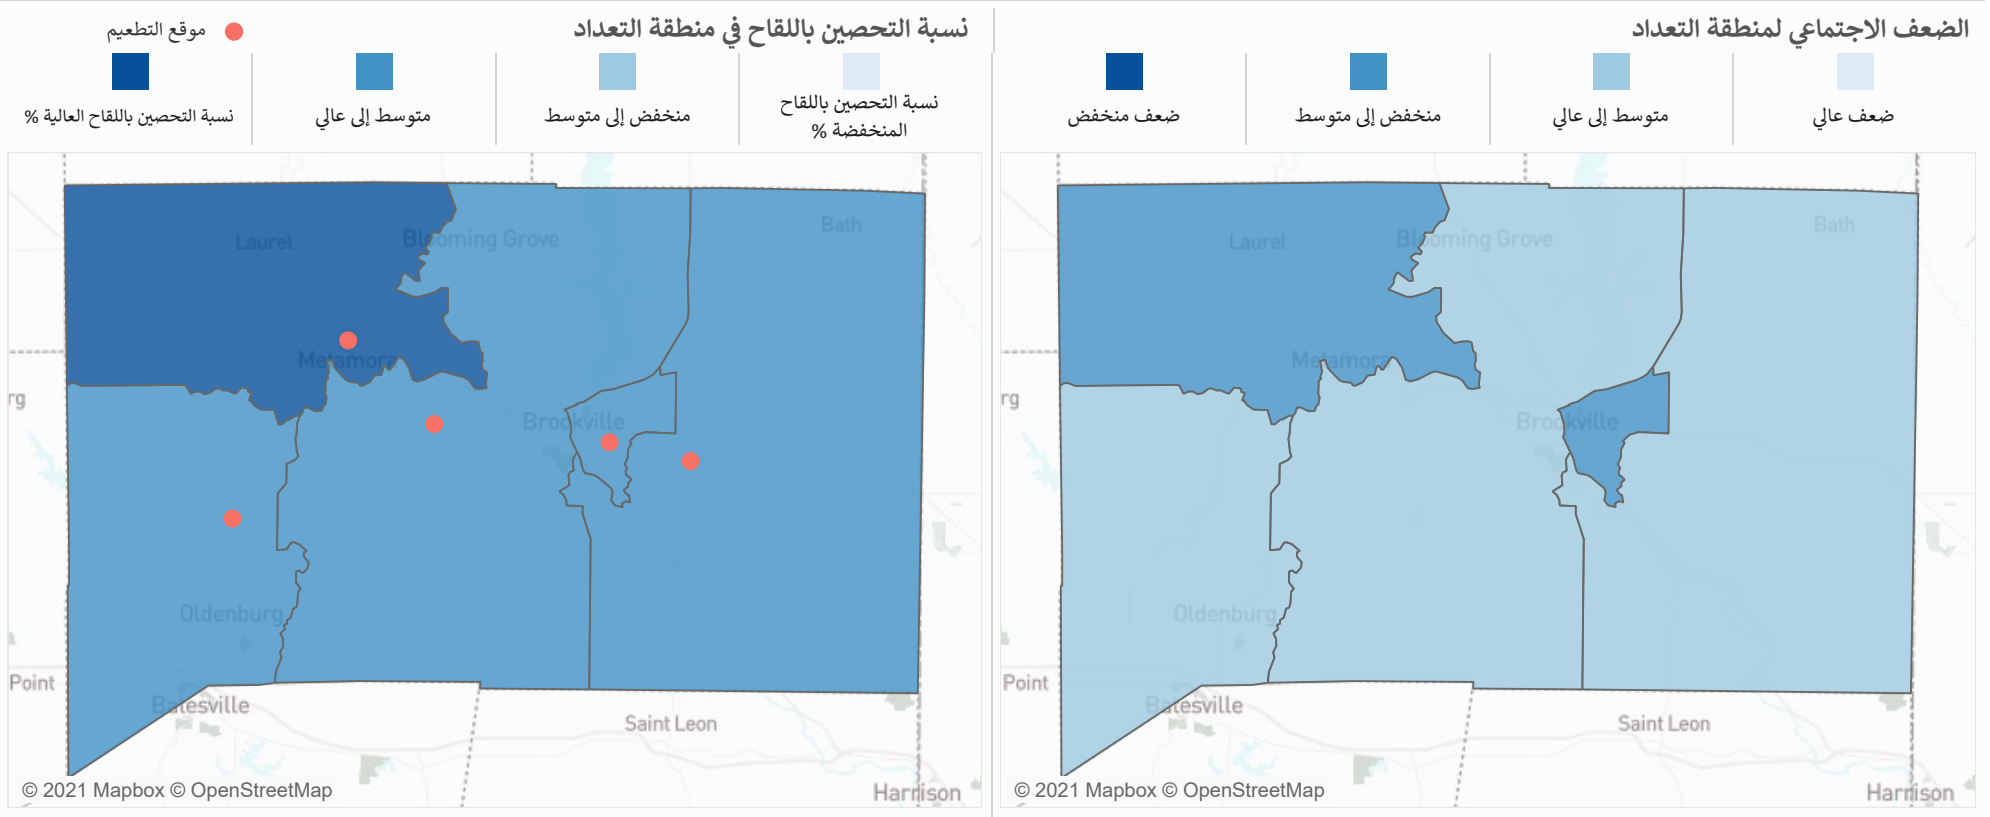 الضعف الاجتماعي لمنطقة التعداد
ضعف عالي
متوسط إلى عالي
منخفض إلى متوسط
ضعف منخفض
Bath
Blooming Grove
Laurel
Metamora
rg
Brookville
Oldenburg
Point
Batesville
Saint Leon
Harrison
© 2021 Mapbox © OpenStreetMap
نسبة التحصين باللقاح في منطقة التعداد
موقع التطعيم
نسبة التحصين باللقاح
المنخفضة %
منخفض إلى متوسط
متوسط إلى عالي
نسبة التحصين باللقاح العالية %
Bath
Blooming Grove
Laurel
Metamora
rg
Brookville
Oldenburg
Point
Batesville
Saint Leon
Harrison
© 2021 Mapbox © OpenStreetMap